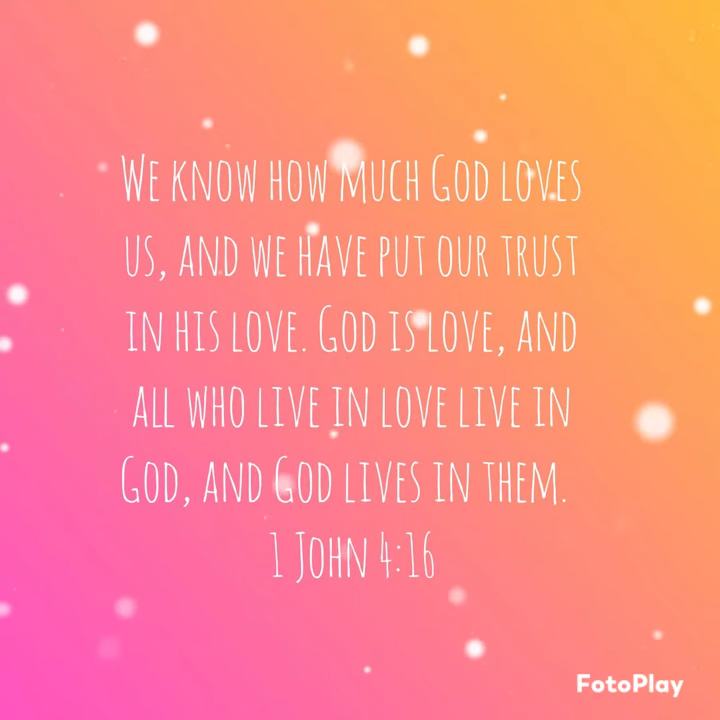 We know how much God loves
us, and we have put our trust
in his love. God is love, and
all who live in love live in
God, and God lives in them.
1 John 4:16
FotoPlay